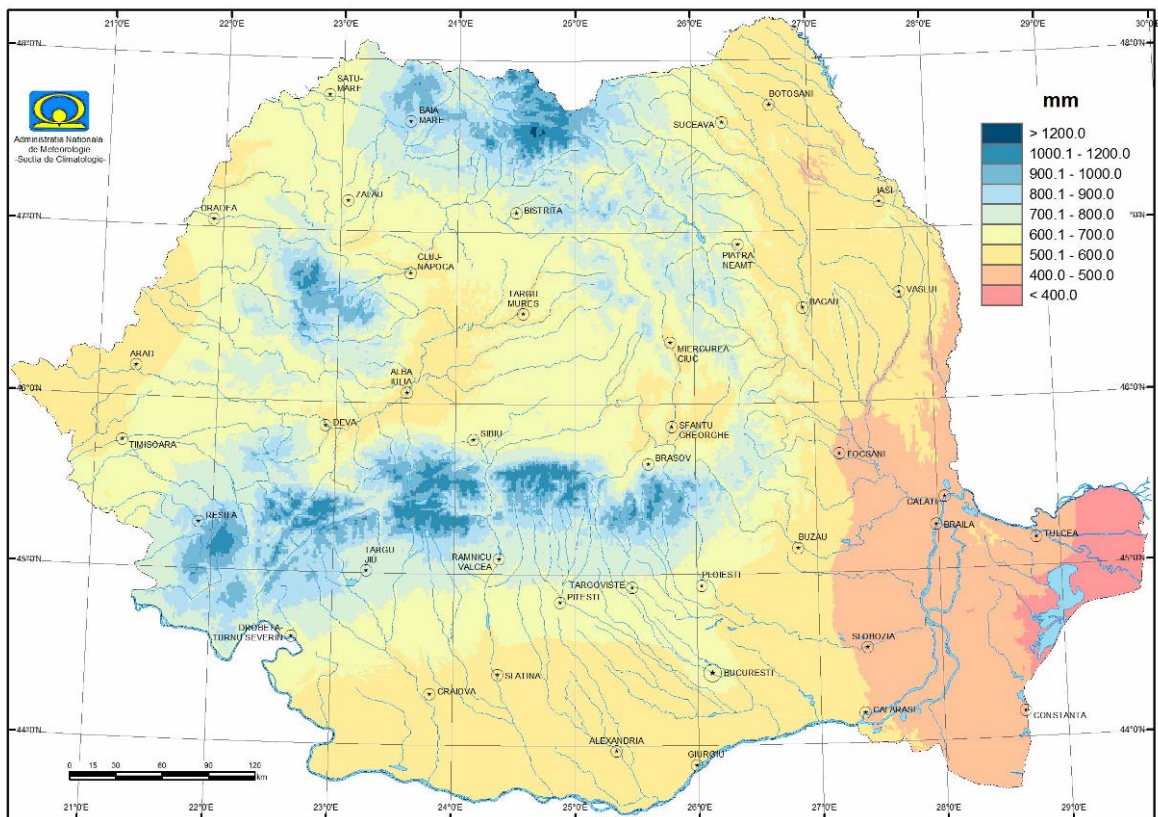 21°0'E 22°0'E 23°0'E 24°0'E 25°0'E 26°0'E 27°0'E 28°0'E 29°0'E 30°0'E
48°0'N 48°0'N
SATU-
MARE
BAIA
MARE
BOTOSANI
SUCEAVA
mm
> 1200.0
1000.1 - 1200.0
900.1 - 1000.0
800.1 - 900.0
700.1 - 800.0
600.1 - 700.0
500.1 - 600.0
400.0 - 500.0
< 400.0
Administratia Nationala
de Meteorologie
-Sectia de Climatologie-
ZALAU
IASI
ORADEA
BISTRITA
47°0'N
CLUJ-
NAPOCA
PIATRA
NEAMT
TARGU
MURES
BACAU
VASLUI
ARAD
MIERCUREA
CIUC
46°0'N 46°0'N
ALBA
IULIA
DEVA
SIBIU
SFANTU
GHEORGHE
TIMISOARA
BRASOV
FOCSANI
GALATI
RESITA
BRAILA
TULCEA
BUZAU
45°0'N 45°0'N
TARGU
JIU
RAMNICU
VALCEA
TARGOVISTE
PLOIESTI
PITESTI
DROBETA-
TURNU SEVERIN
SLOBOZIA
SLATINA
BUCURESTI
CRAIOVA
CALARASI
CONSTANTA
44°0'N 44°0'N
ALEXANDRIA
GIURGIU
0 15 30 60 90 120
km
21°0'E 22°0'E 23°0'E 24°0'E 25°0'E 26°0'E 27°0'E 28°0'E 29°0'E